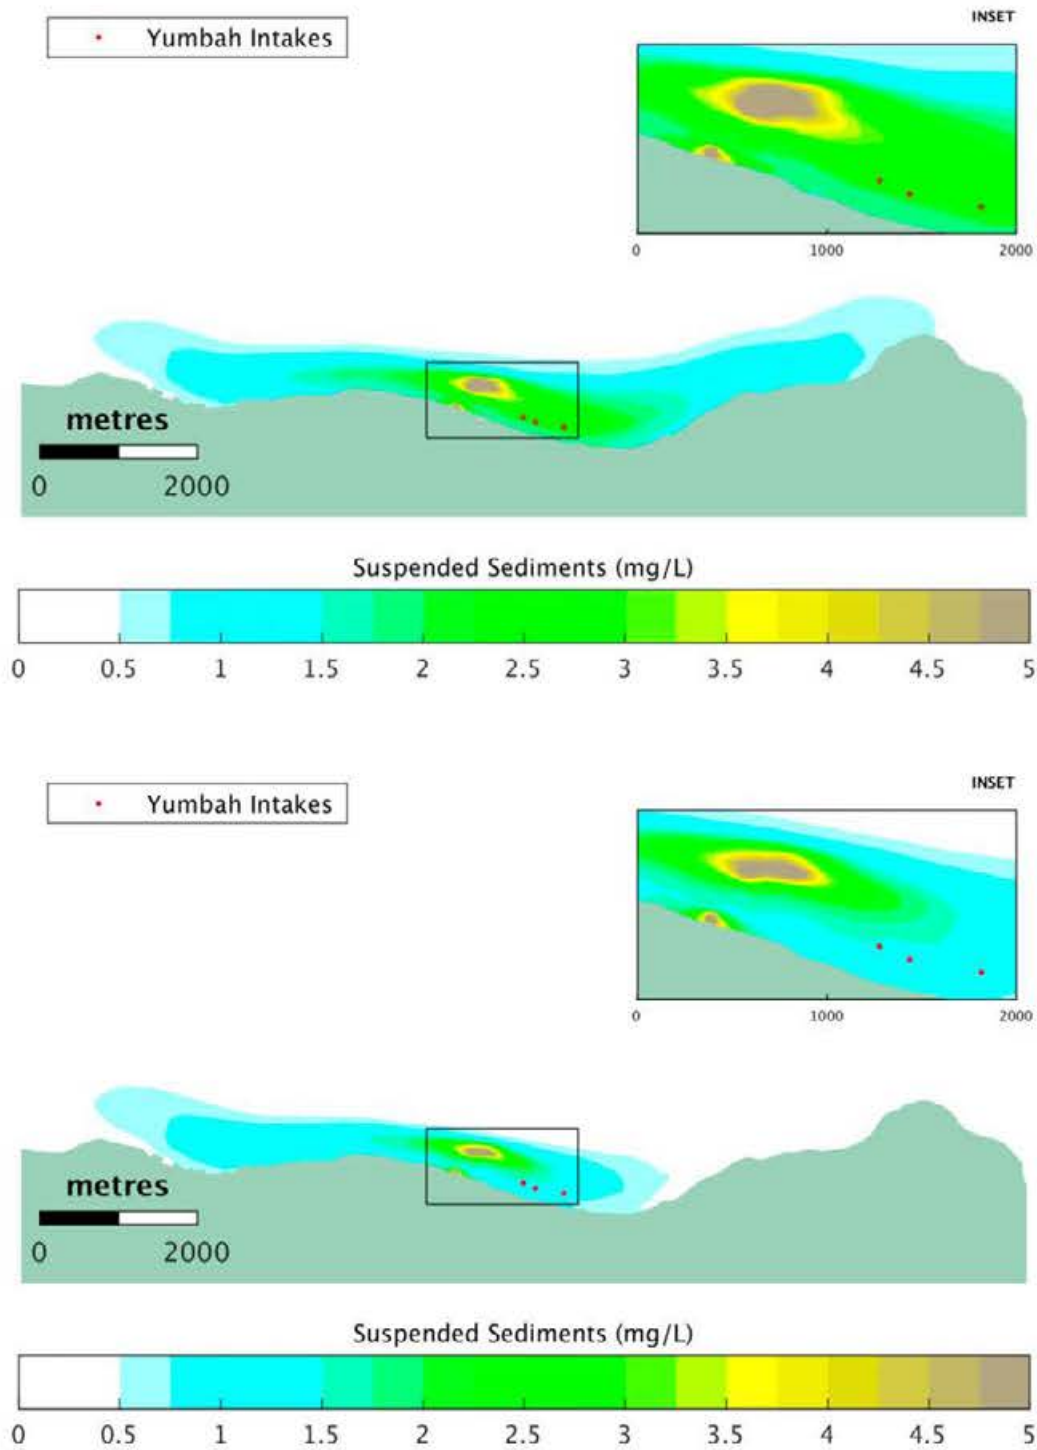 INSET
Yumbah Intakes
0 1000 2000
metres
0 2000
Suspended Sediments (mg/L)
0 0.5 1 1.5 2 2.5 3 3.5 4 4.5 5
INSET
Yumbah Intakes
0 1000 2000
metres
0 2000
Suspended Sediments (mg/L)
0 0.5 1 1.5 2 2.5 3 3.5 4 4.5 5